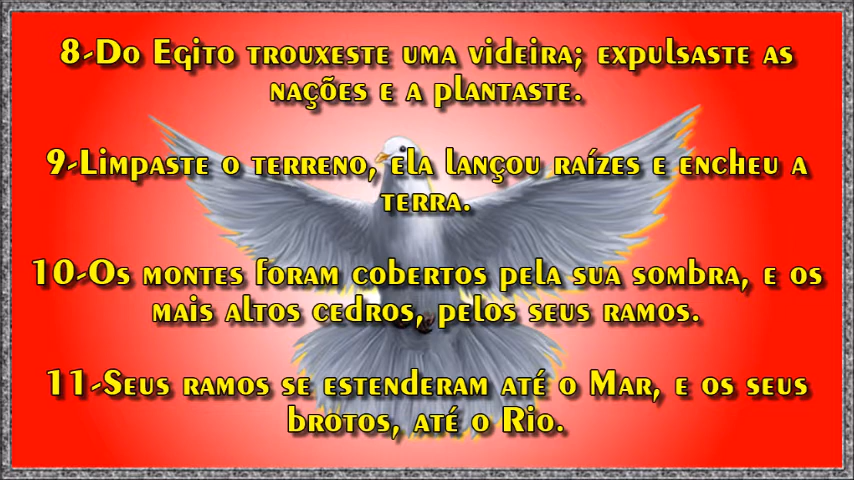 8-Do Egito trouxeste uma videira; expulsaste as
nações e a plantaste.
9-Limpaste o terreno, ela lançou raízes e encheu a
terra.
10-Os montes foram cobertos pela sua sombra, e os
mais altos cedros, pelos seus ramos.
11-Seus ramos se estenderam até o Mar, e os seus
brotos, até o Rio.